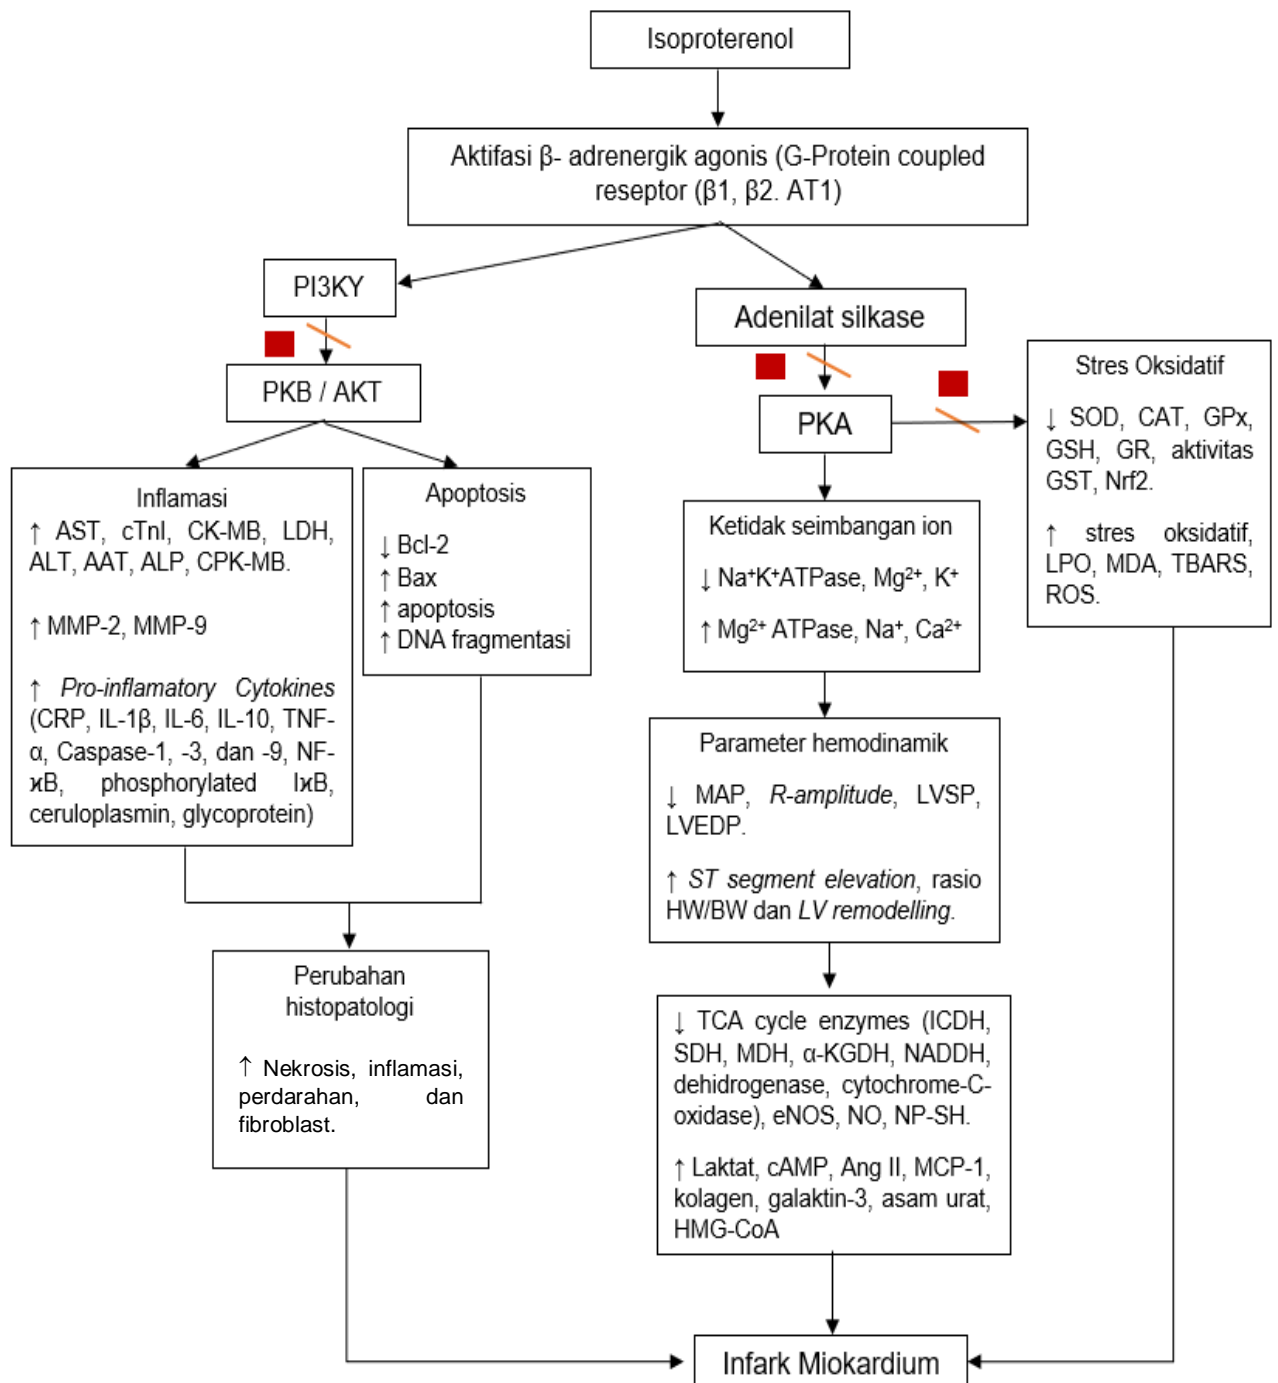 Isoproterenol
Aktifasi β- adrenergik agonis (G-Protein coupled
reseptor (β1, β2. AT1)
PI3KY
Adenilat silkase
PKB / AKT
PKA
Stres Oksidatif
↓ SOD, CAT, GPx,
GSH, GR, aktivitas
GST, Nrf2.
↑ stres oksidatif,
LPO, MDA, TBARS,
ROS.
Inflamasi
↑ AST, cTnI, CK-MB, LDH,
ALT, AAT, ALP, CPK-MB.
↑ MMP-2, MMP-9
↑ Pro-inflamatory Cytokines
(CRP, IL-1β, IL-6, IL-10, TNF-
α, Caspase-1, -3, dan -9, NF-
ϰB, phosphorylated IϰB,
ceruloplasmin, glycoprotein)
Apoptosis
↓ Bcl-2
↑ Bax
↑ apoptosis
↑ DNA fragmentasi
Ketidak seimbangan ion
↓ Na⁺K⁺ATPase, Mg²⁺, K⁺
↑ Mg²⁺ ATPase, Na⁺, Ca²⁺
Parameter hemodinamik
↓ MAP, R-amplitude, LVSP,
LVEDP.
↑ ST segment elevation, rasio
HW/BW dan LV remodelling.
Perubahan
histopatologi
↑ Nekrosis, inflamasi,
perdarahan, dan
fibroblast.
↓ TCA cycle enzymes (ICDH,
SDH, MDH, α-KGDH, NADDH,
dehidrogenase, cytochrome-C-
oxidase), eNOS, NO, NP-SH.
↑ Laktat, cAMP, Ang II, MCP-1,
kolagen, galaktin-3, asam urat,
HMG-CoA
Infark Miokardium